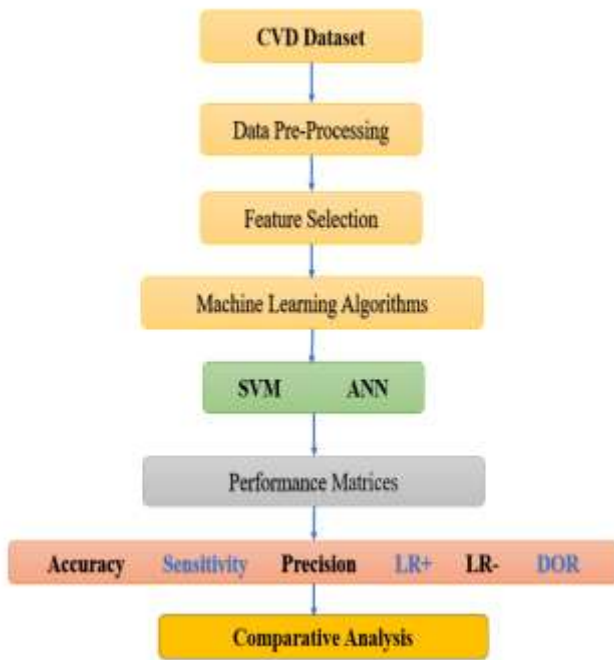 CVD Dataset
Data Pre-Processing
Feature Selection
Machine Learning Algorithms
SVM ANN
Performance Matrices
Accuracy Sensitivity Precision LR+ LR- DOR
Comparative Analysis